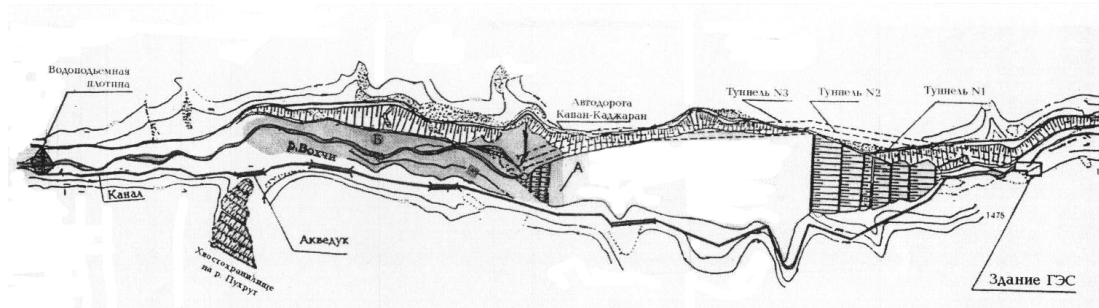 Водоподъемная
плотина
Автодорога
Капан-Каджаран
Туннель N3
Туннель N2
Туннель N1
Б
р.Вохчи
А
Канал
Акведук
Хвостохранилище
на р. Пухрут
1475
Здание ГЭС